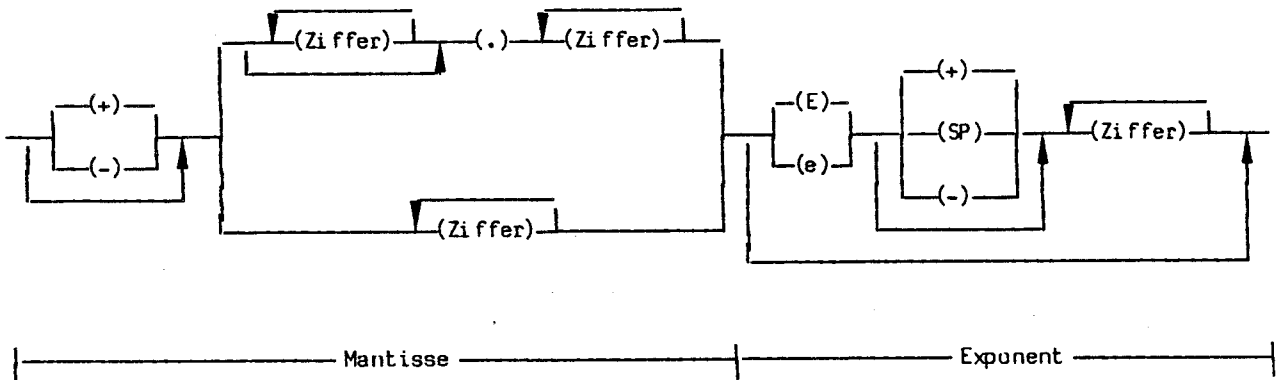 (Ziffer) (.) (Ziffer)
(+) (E) (+)
(SP) (Ziffer)
(-) (e) (-)
(Ziffer)
Mantisse Exponent